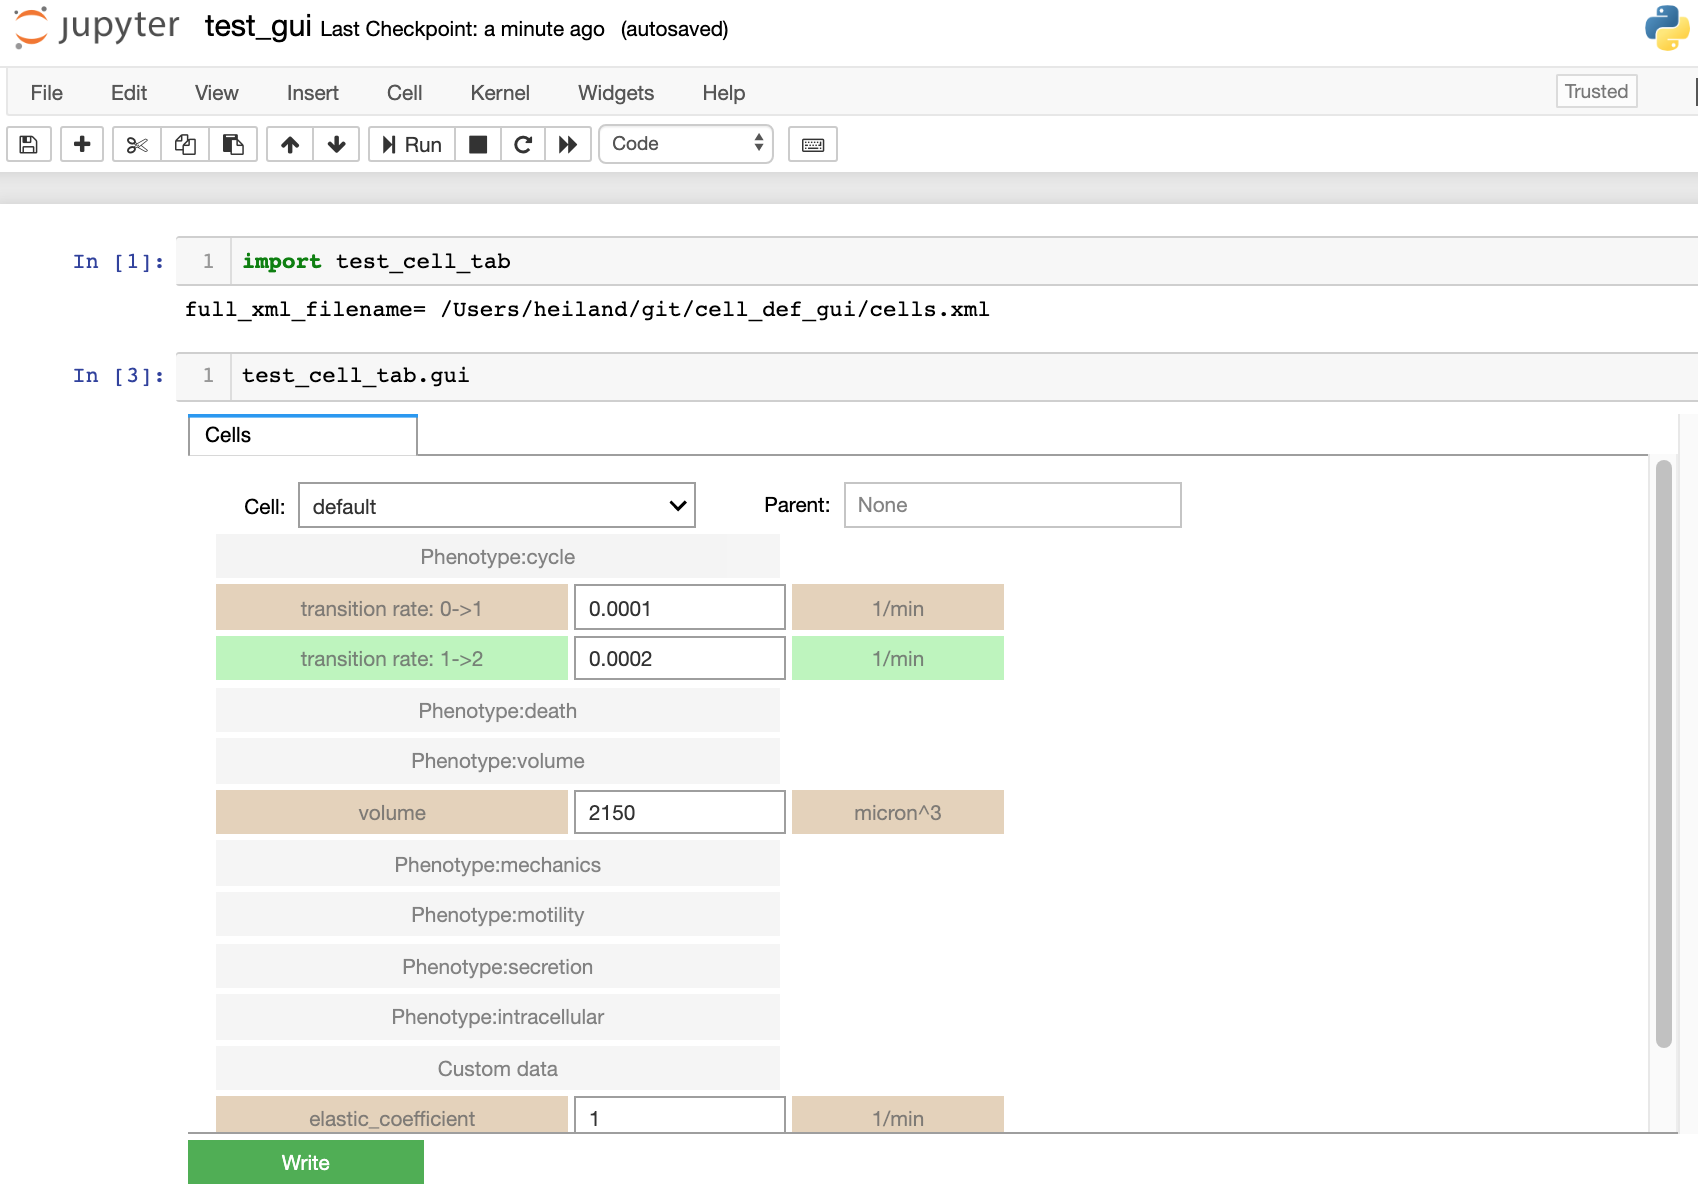 jupyter test_gui Last Checkpoint: a minute ago (autosaved)
File Edit View Insert Cell Kernel Widgets Help Trusted
Run Code
In [1]: 1 import test_cell_tab
full_xml_filename= /Users/heiland/git/cell_def_gui/cells.xml
In [3]: 1 test_cell_tab.gui
Cells
Cell: default Parent: None
Phenotype:cycle
transition rate: 0->1 0.0001 1/min
transition rate: 1->2 0.0002 1/min
Phenotype:death
Phenotype:volume
volume 2150 micron^3
Phenotype:mechanics
Phenotype:motility
Phenotype:secretion
Phenotype:intracellular
Custom data
elastic_coefficient 1 1/min
Write